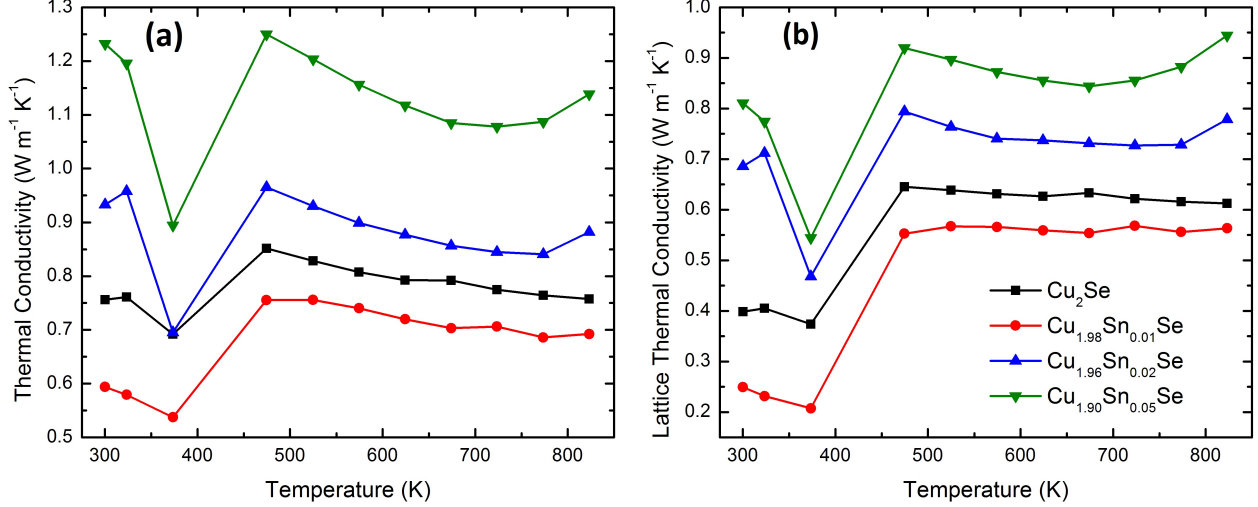 (a)
1.3
1.2
1.1
1.0
0.9
0.8
0.7
0.6
0.5
Thermal Conductivity (W m⁻¹ K⁻¹)
300 400 500 600 700 800
Temperature (K)
(b)
1.0
0.9
0.8
0.7
0.6
0.5
0.4
0.3
0.2
Lattice Thermal Conductivity (W m⁻¹ K⁻¹)
Cu₂Se
Cu₁.₉₈Sn₀.₀₁Se
Cu₁.₉₆Sn₀.₀₂Se
Cu₁.₉₀Sn₀.₀₅Se
300 400 500 600 700 800
Temperature (K)